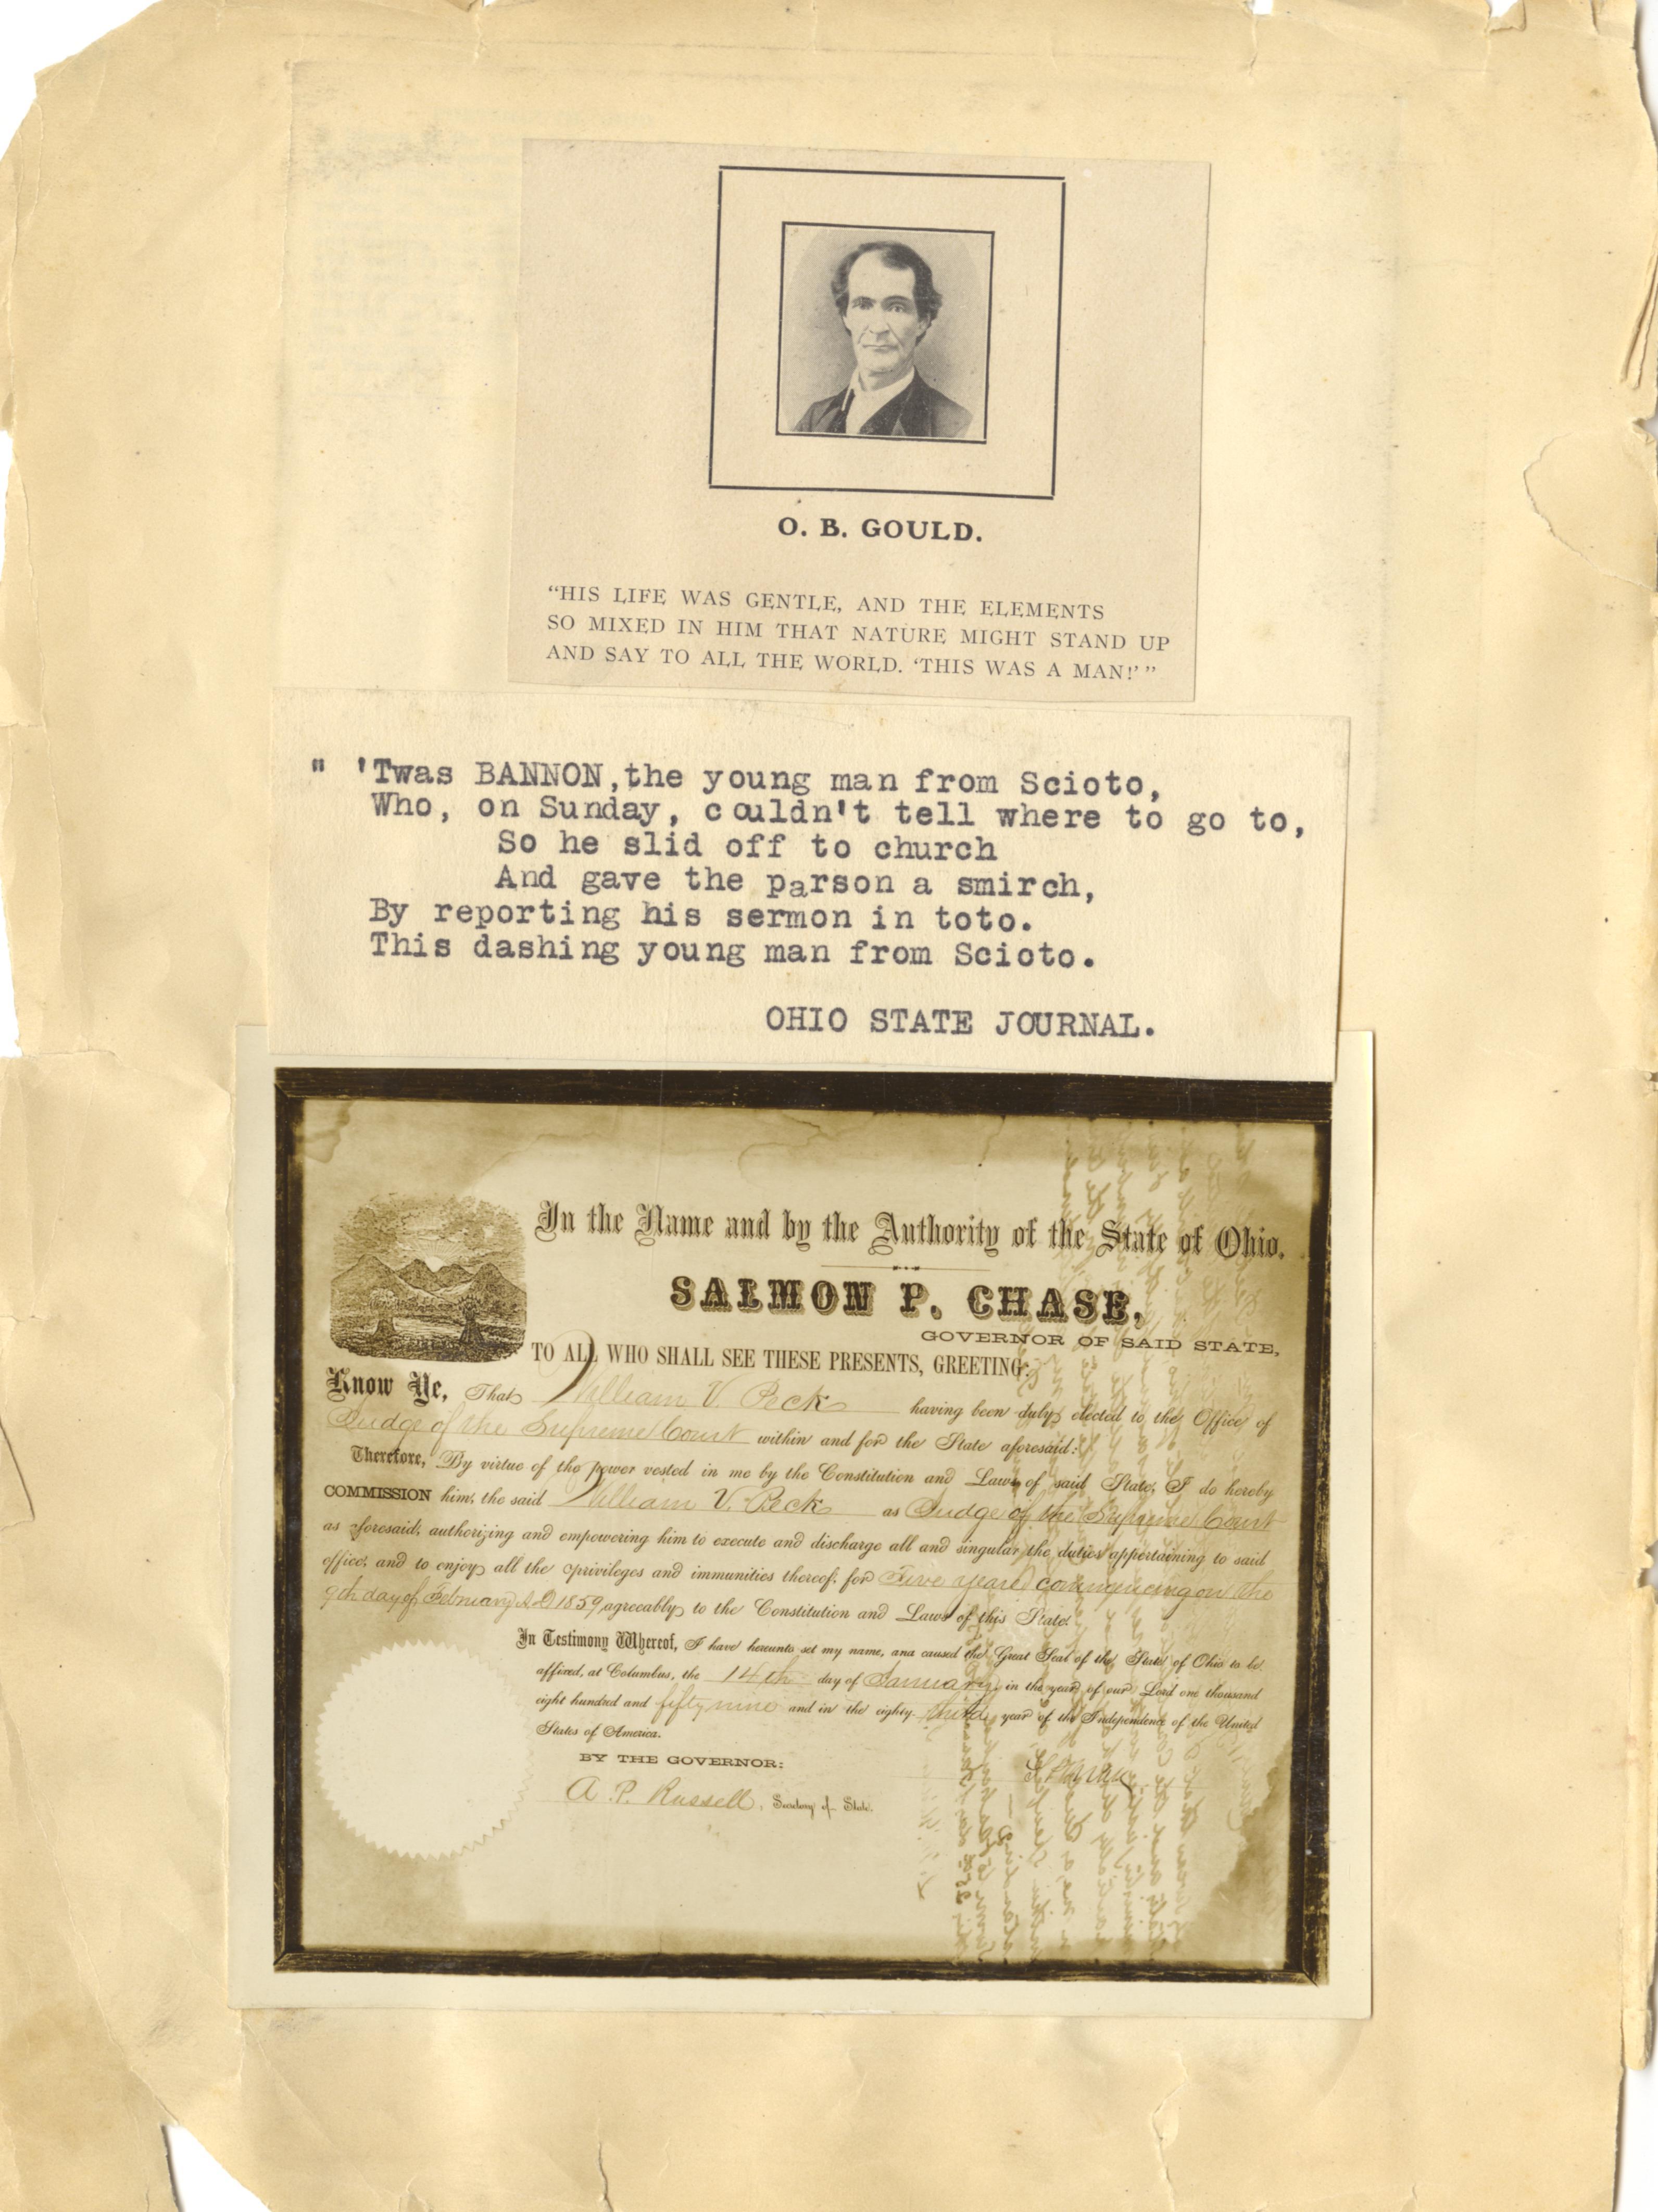 O. B. GOULD.
“HIS LIFE WAS GENTLE, AND THE ELEMENTS
SO MIXED IN HIM THAT NATURE MIGHT STAND UP
AND SAY TO ALL THE WORLD. ‘THIS WAS A MAN!’ ”
" 'Twas BANNON,the young man from Scioto,
Who, on Sunday, couldn't tell where to go to,
So he slid off to church
And gave the parson a smirch,
By reporting his sermon in toto.
This dashing young man from Scioto.
OHIO STATE JOURNAL.
In the Name and by the Authority of the State of Ohio.
SALMON P. CHASE,
GOVERNOR OF SAID STATE,
TO ALL WHO SHALL SEE THESE PRESENTS, GREETING:
Know Ye, That William V. Peck having been duly elected to the Office of
Judge of the Supreme Court within and for the State aforesaid:
Therefore, By virtue of the power vested in me by the Constitution and Laws of said State, I do hereby
COMMISSION him, the said William V. Peck as Judge of the Supreme Court
as aforesaid, authorizing and empowering him to execute and discharge all and singular, the duties appertaining to said
office, and to enjoy all the privileges and immunities thereof, for Five years commencing on the
9th day of February A.D. 1859, agreeably to the Constitution and Laws of this State.
In Testimony Whereof, I have hereunto set my name, and caused the Great Seal of the State of Ohio to be
affixed, at Columbus, the 14th day of January in the year of our Lord one thousand
eight hundred and fifty nine and in the eighty-third year of the Independence of the United
States of America.
BY THE GOVERNOR:
A. P. Russell, Secretary of State.